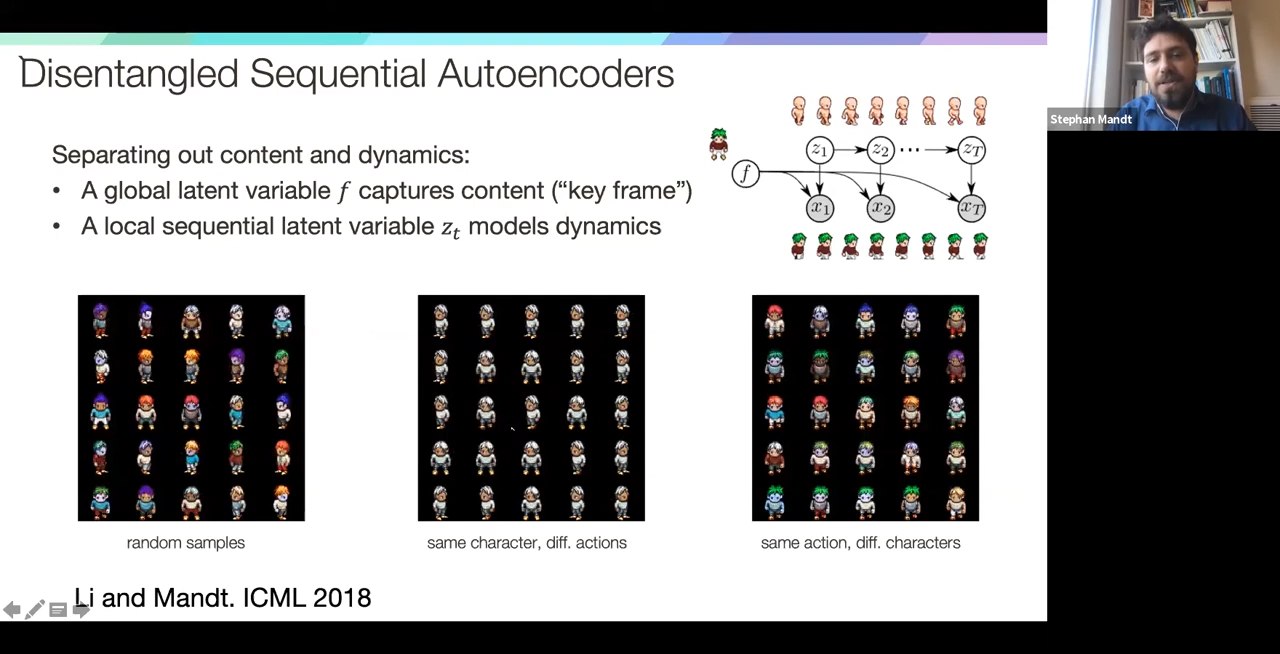 Disentangled Sequential Autoencoders
Stephan Mandt
Separating out content and dynamics:
• A global latent variable f captures content (“key frame”)
• A local sequential latent variable z_t models dynamics
f
z_1 z_2 ··· z_T
x_1 x_2 x_T
random samples
same character, diff. actions
same action, diff. characters
Li and Mandt. ICML 2018